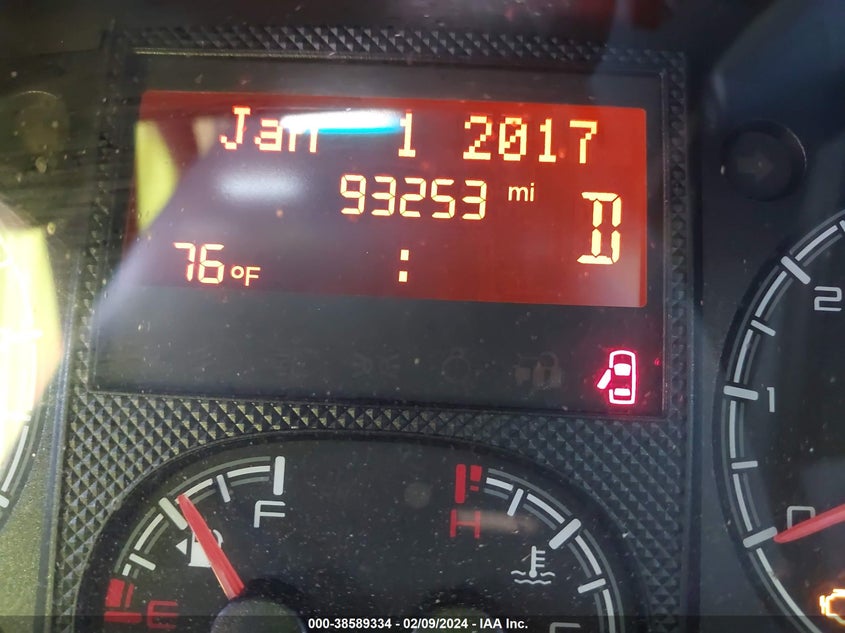 Jan 1 2017
93253 mi
D
76°F :
2
1
0
F
H
E
000-38589334 - 02/09/2024 - IAA Inc.